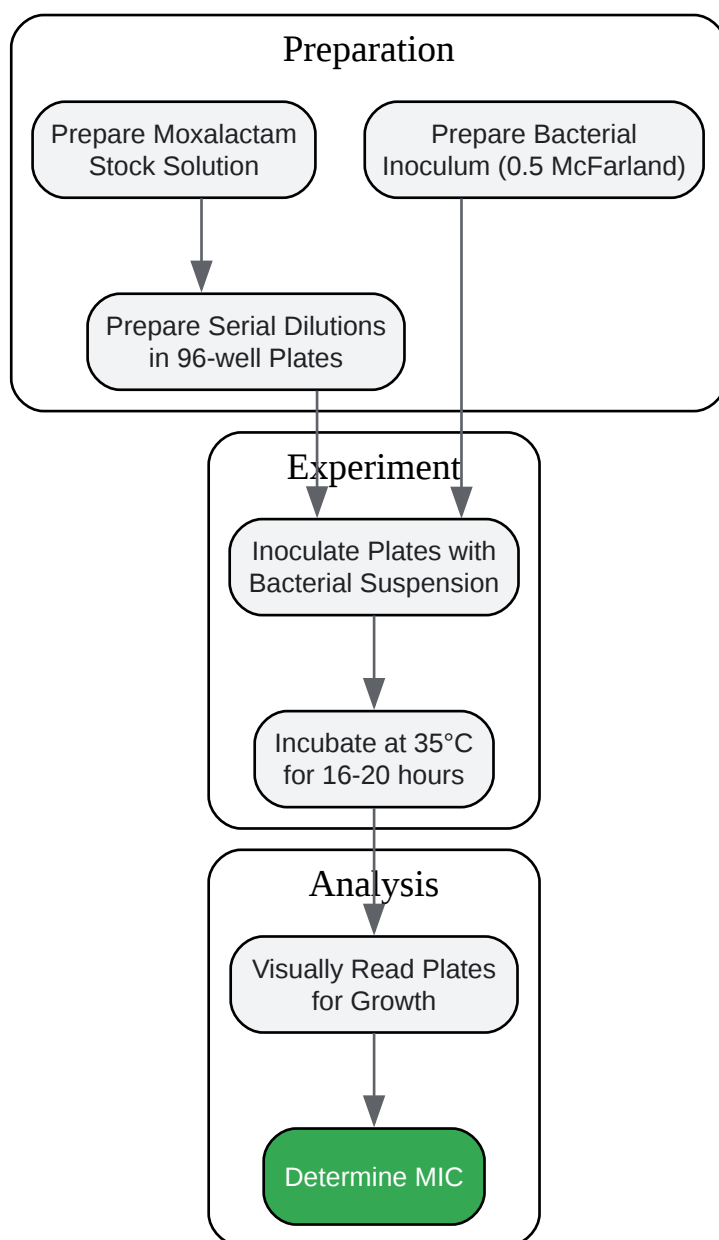 Preparation
Prepare Moxalactam
Stock Solution
Prepare Bacterial
Inoculum (0.5 McFarland)
Prepare Serial Dilutions
in 96-well Plates
Experiment
Inoculate Plates with
Bacterial Suspension
Incubate at 35°C
for 16-20 hours
Analysis
Visually Read Plates
for Growth
Determine MIC